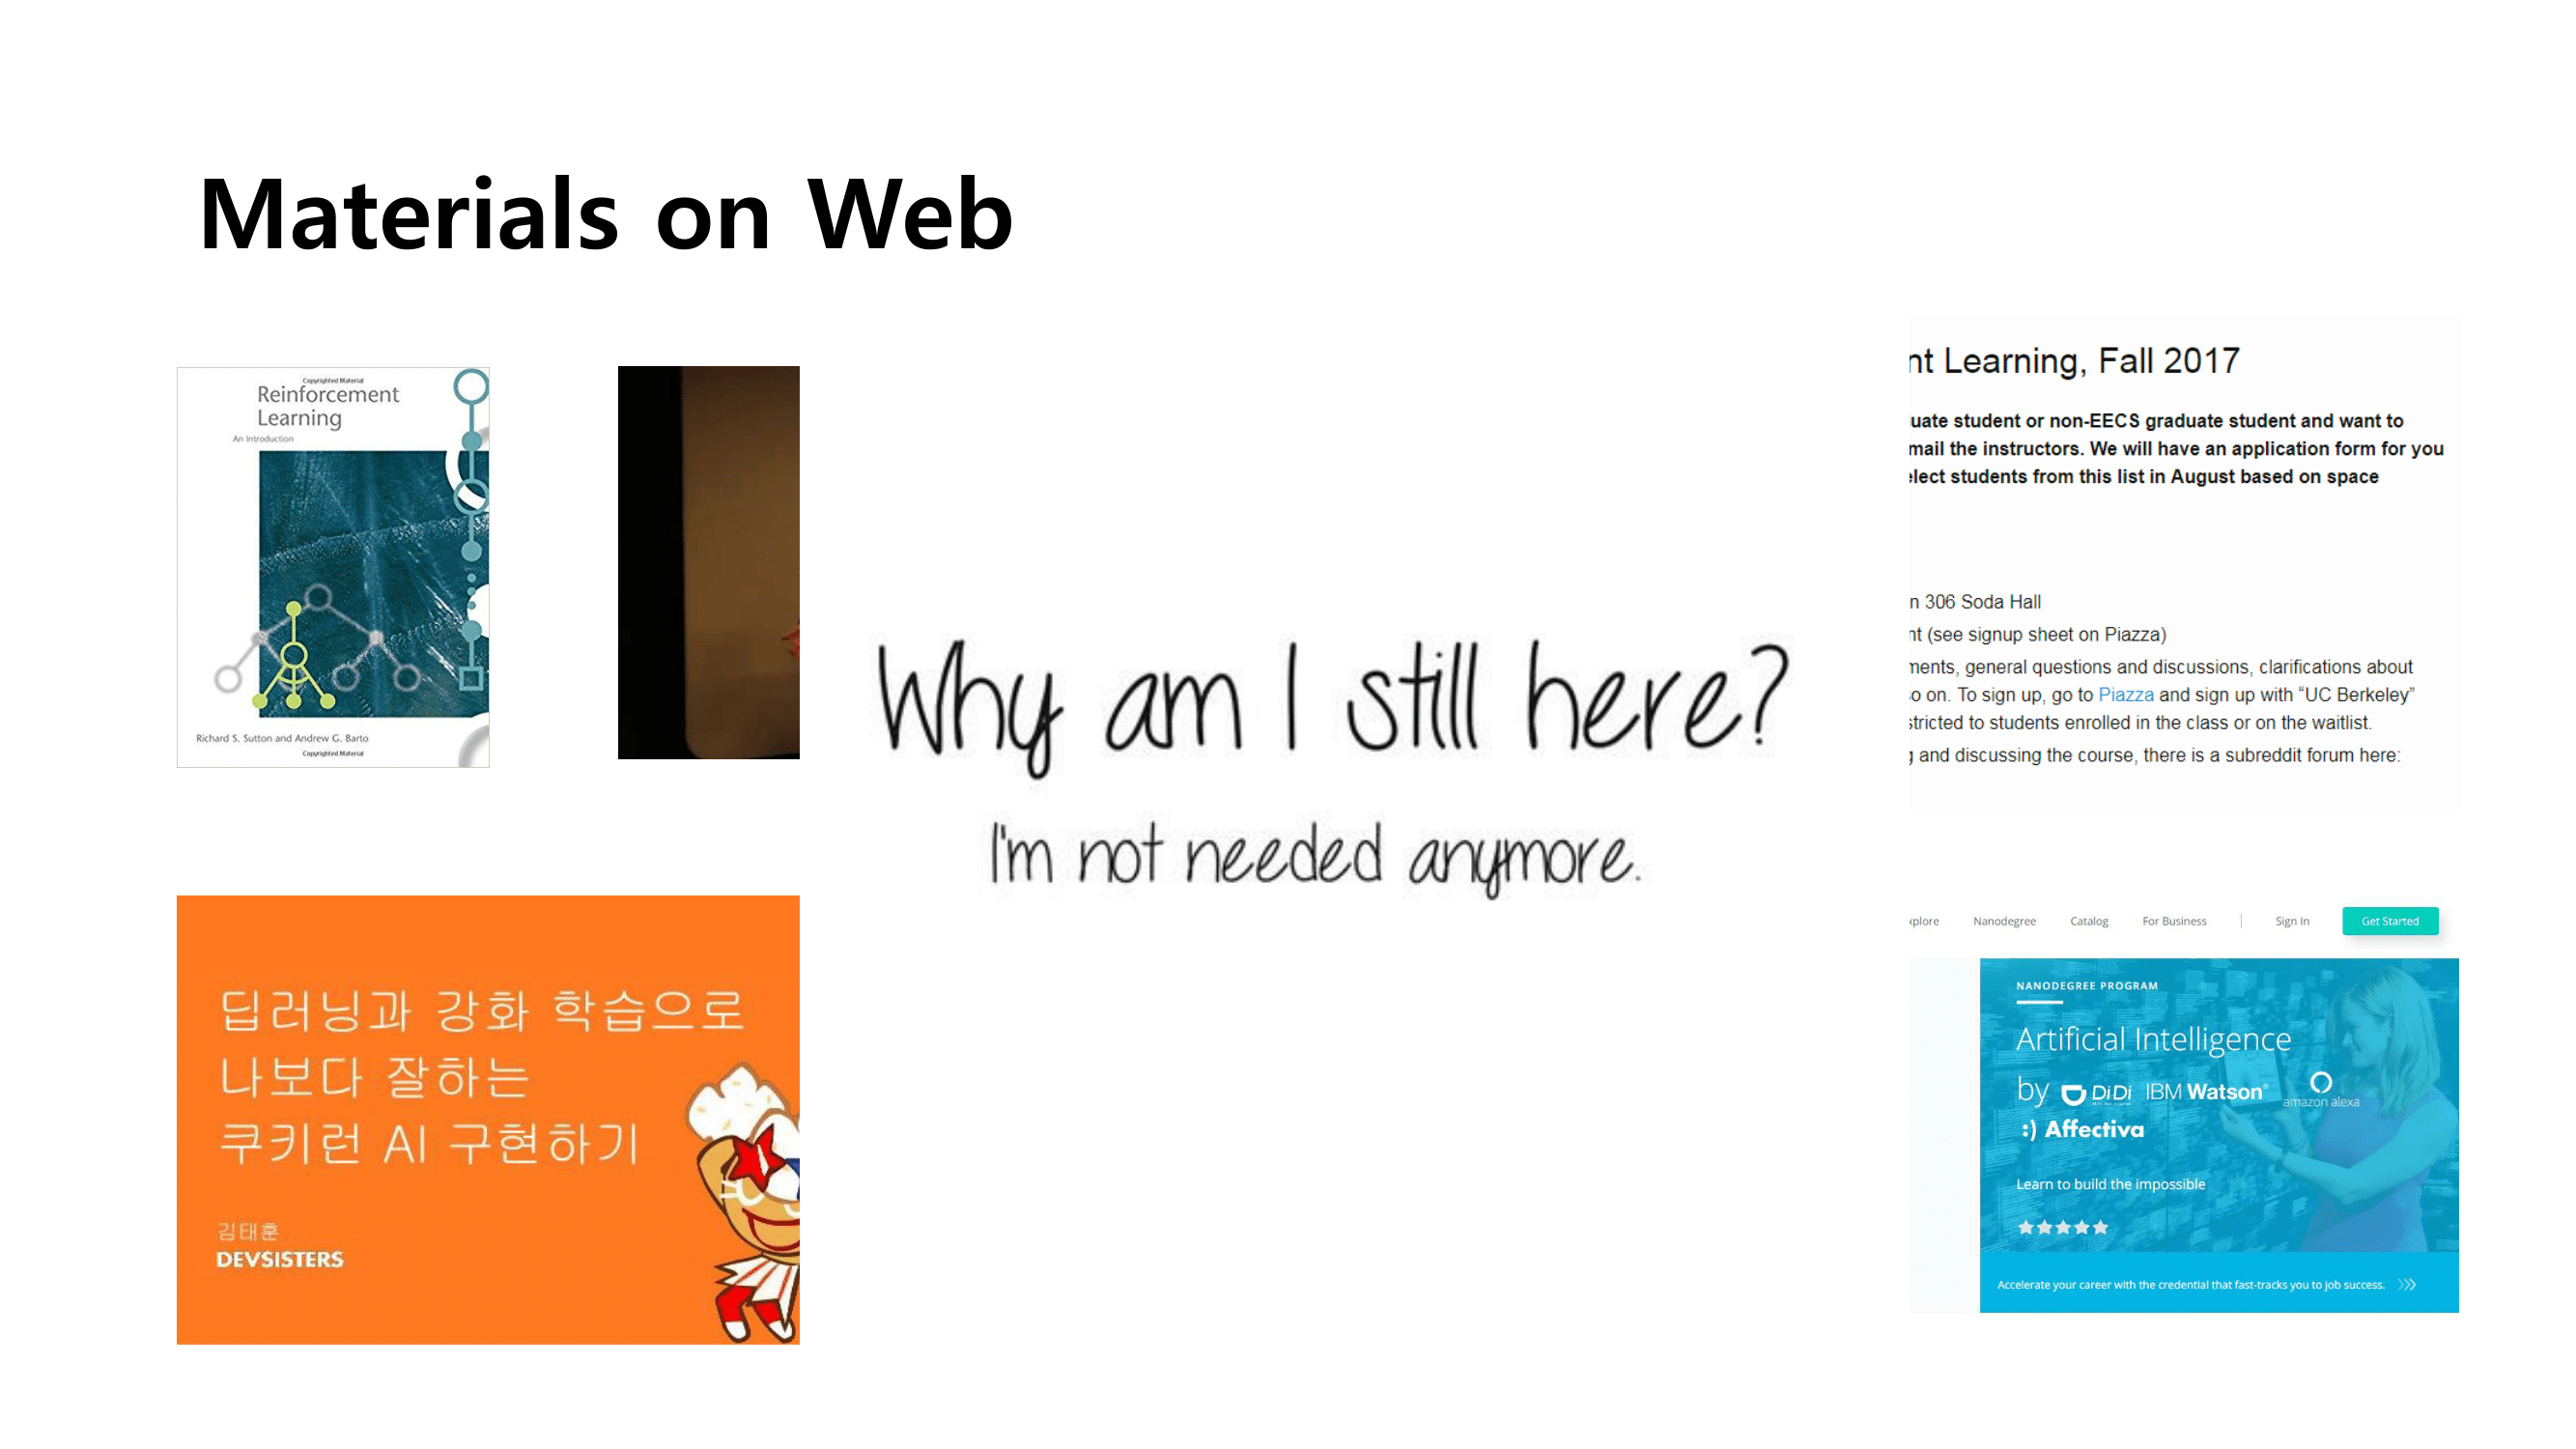 Materials on Web
Copyrighted Material
Reinforcement
Learning
An Introduction
Richard S. Sutton and Andrew G. Barto
Copyrighted Material
Why am I still here?
I'm not needed anymore.
nt Learning, Fall 2017
uate student or non-EECS graduate student and want to
mail the instructors. We will have an application form for you
elect students from this list in August based on space
n 306 Soda Hall
nt (see signup sheet on Piazza)
ments, general questions and discussions, clarifications about
so on. To sign up, go to Piazza and sign up with “UC Berkeley”
stricted to students enrolled in the class or on the waitlist.
g and discussing the course, there is a subreddit forum here:
딥러닝과 강화 학습으로
나보다 잘하는
쿠키런 AI 구현하기
김태훈
DEVSISTERS
xplore Nanodegree Catalog For Business Sign In Get Started
NANODEGREE PROGRAM
Artificial Intelligence
by DiDi IBM Watson amazon alexa
:) Affectiva
Learn to build the impossible
Accelerate your career with the credential that fast-tracks you to job success.